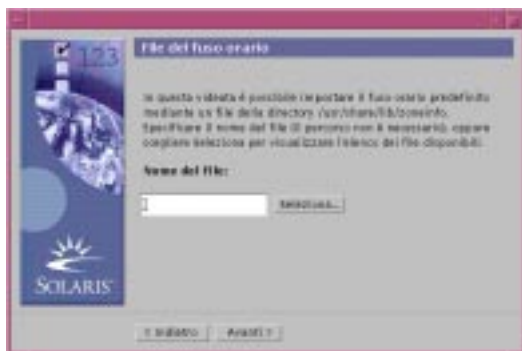 123
File del fuso orario
In questa videata è possibile impostare il fuso orario predefinito
mediante un file della directory /usr/share/lib/zoneinfo.
Specificare il nome del file (il percorso non è necessario), oppure
scegliere Seleziona per visualizzare l'elenco dei file disponibili.
Nome del file:
Seleziona...
SOLARIS
< Indietro
Avanti >